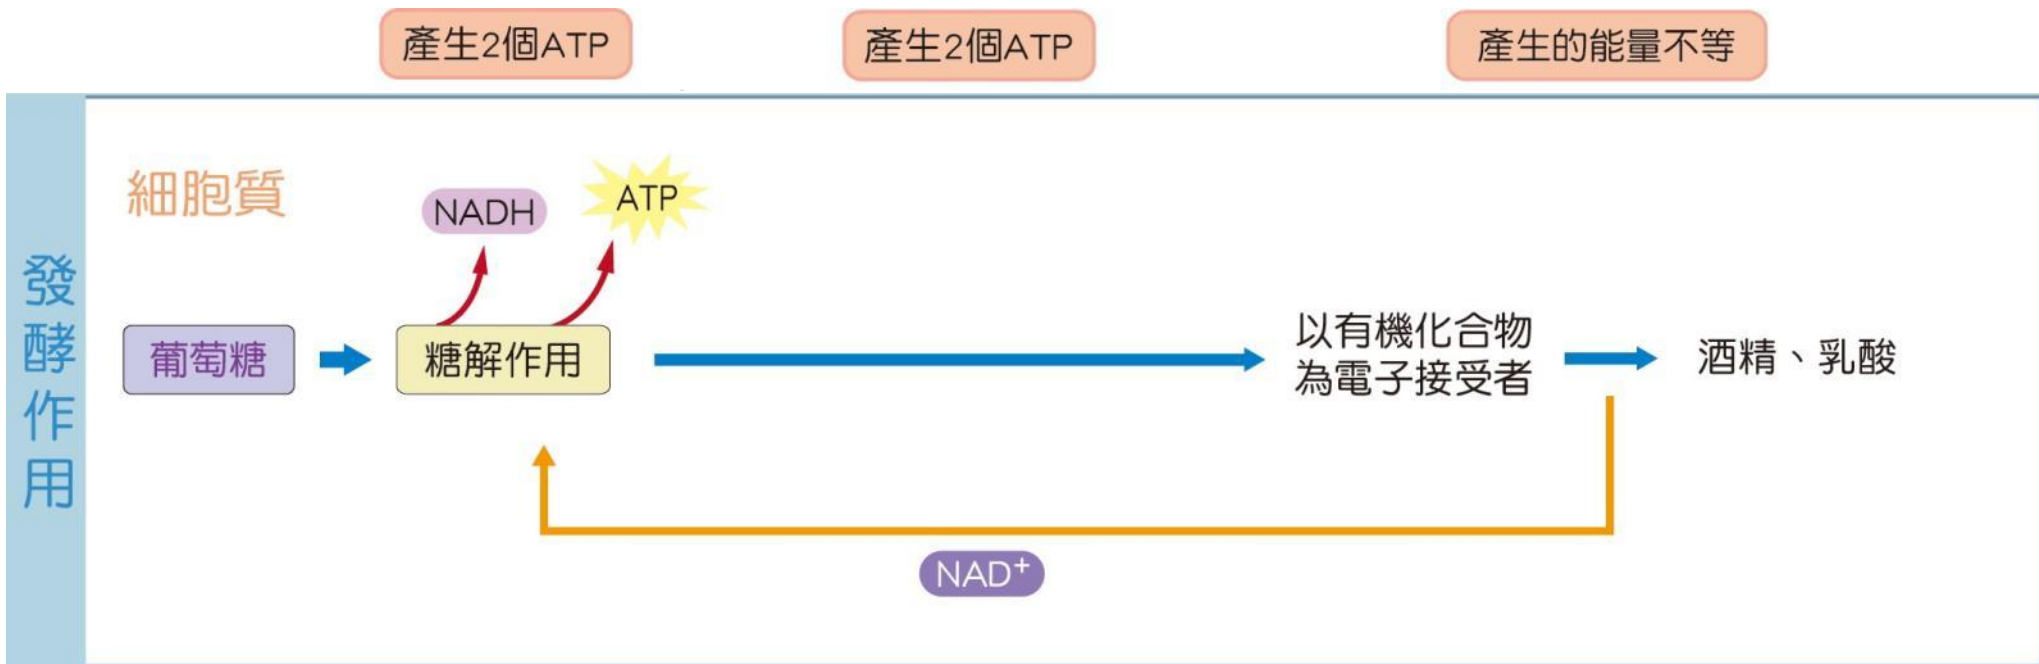 產生2個ATP
產生2個ATP
產生的能量不等
發酵作用
細胞質
NADH
ATP
葡萄糖
糖解作用
以有機化合物
為電子接受者
酒精、乳酸
NAD⁺